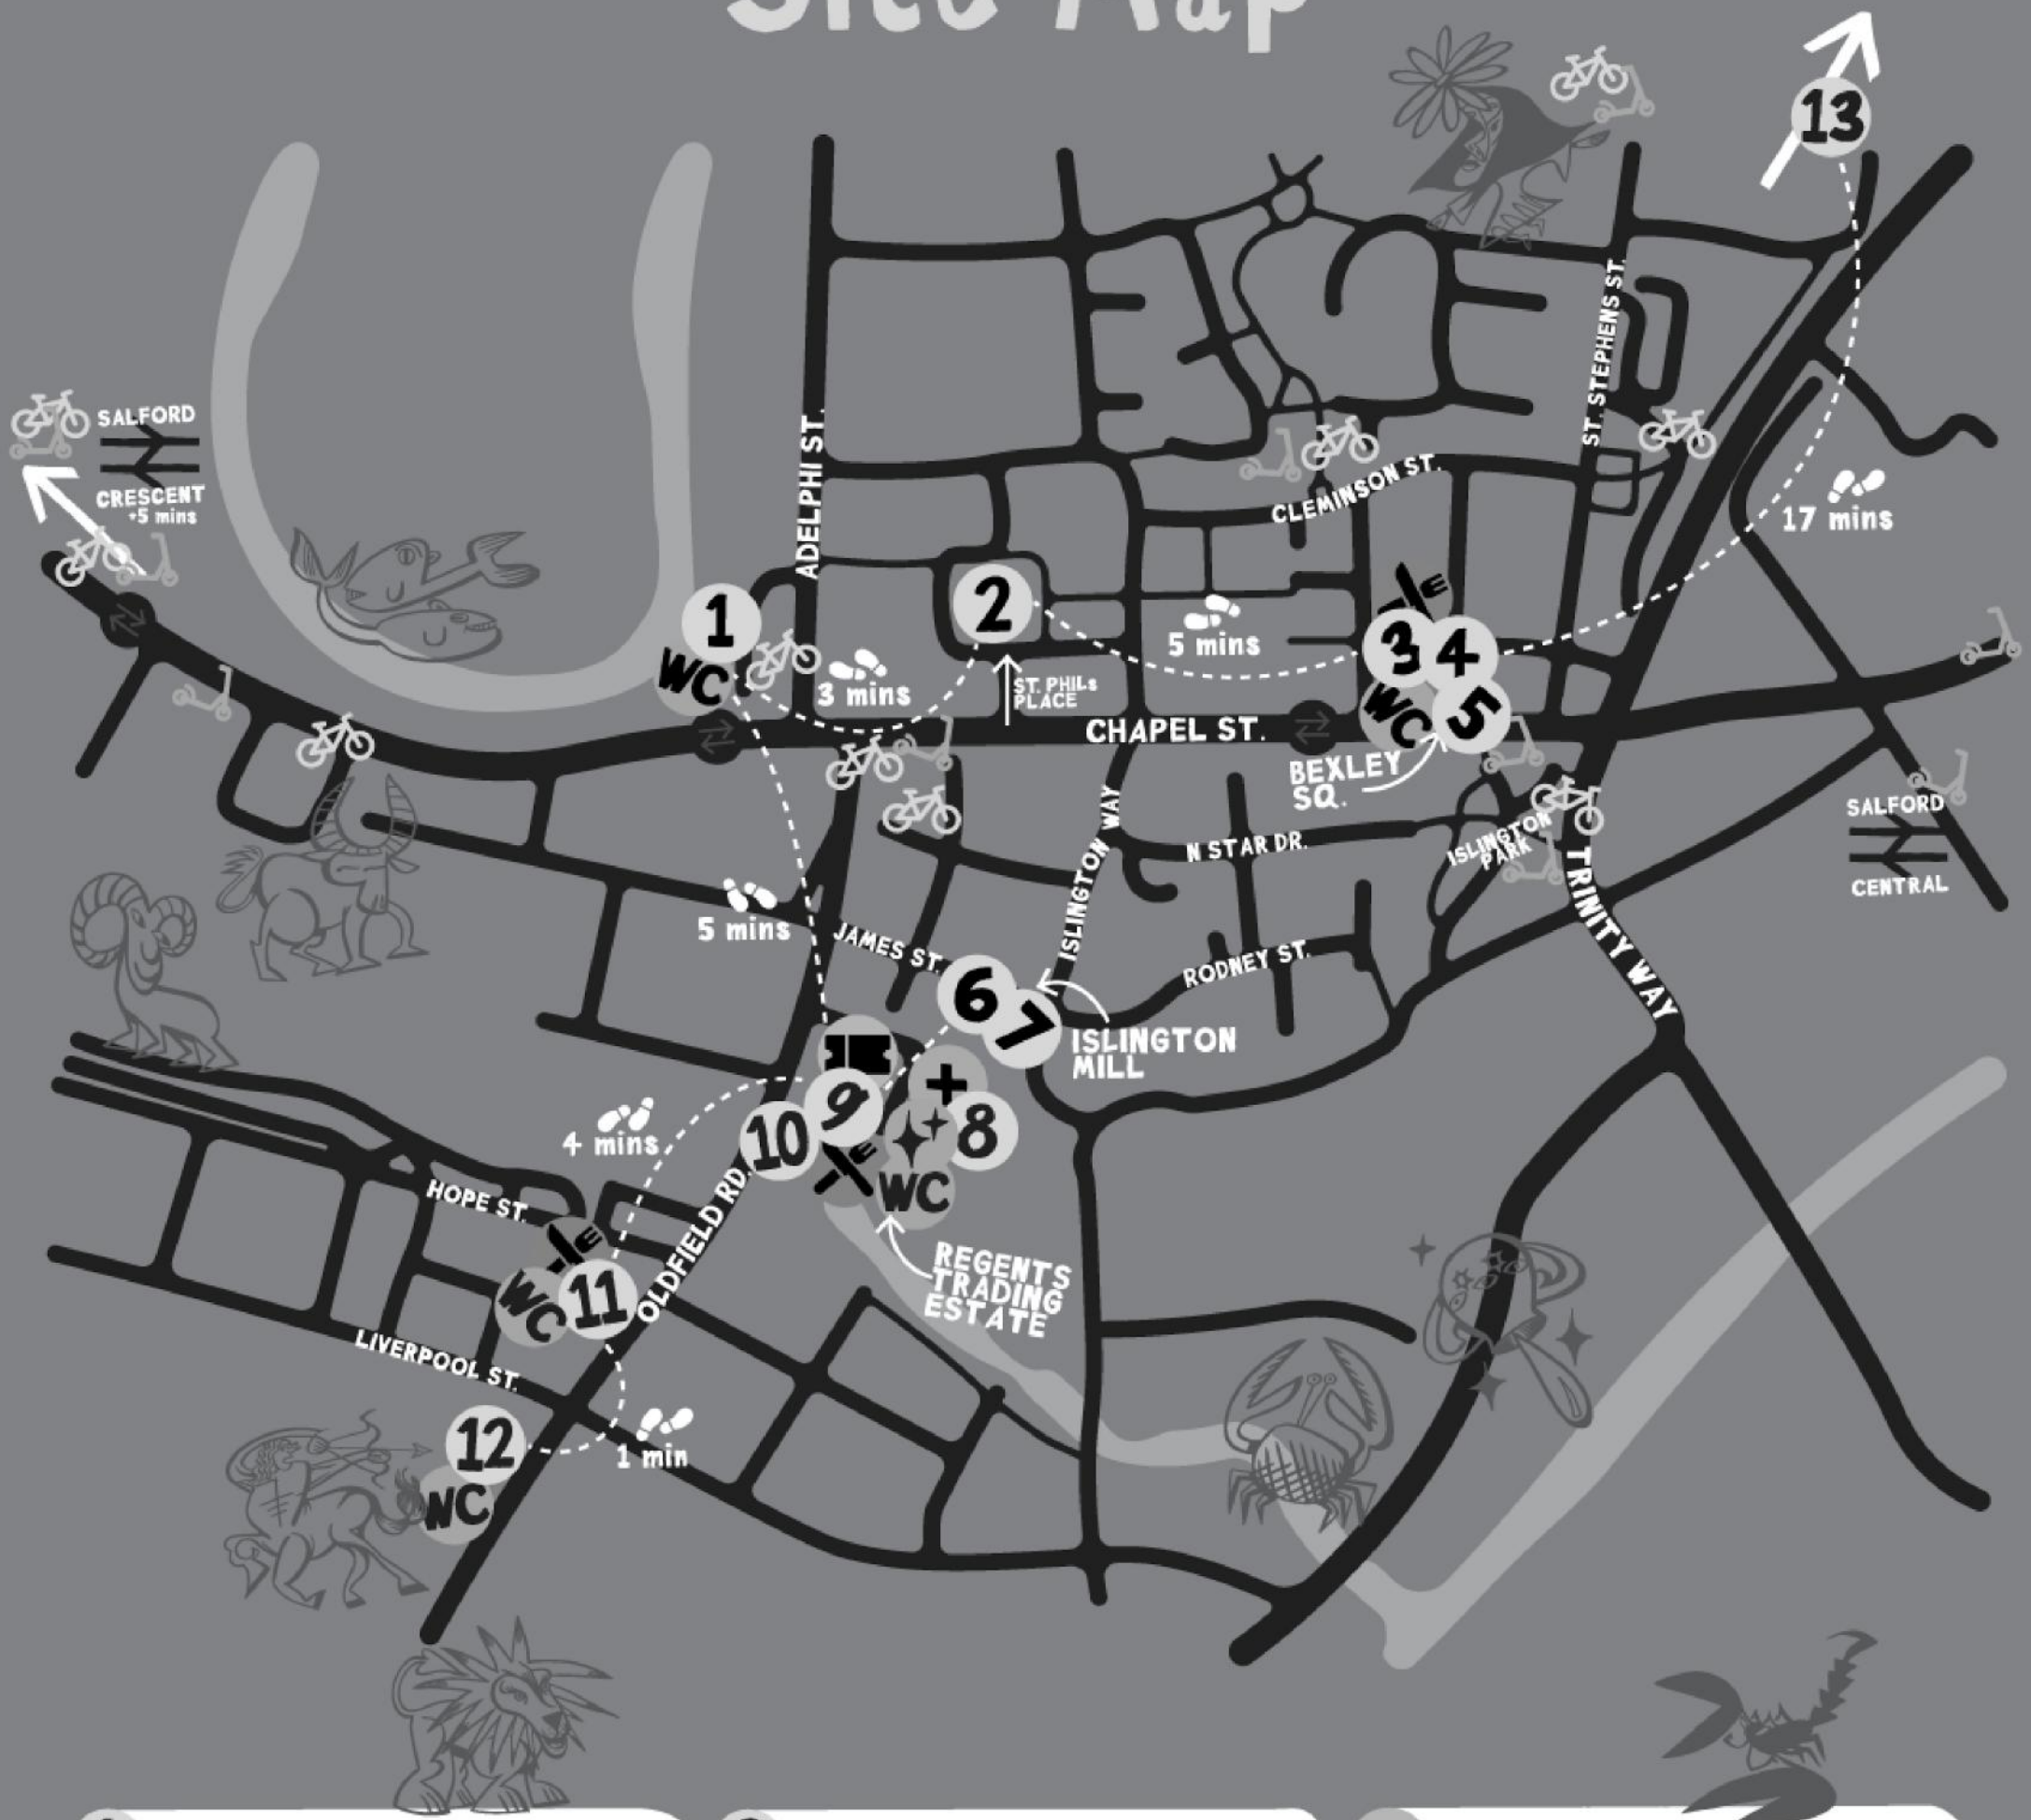 Site Map
13
SALFORD
CRESCENT
+5 mins
ADELPHI ST.
ST. STEPHENS ST.
CLEMINSON ST.
17 mins
1
WC
2
3 mins
5 mins
ST. PHILs
PLACE
3
4
5
WC
CHAPEL ST.
BEXLEY
SQ.
SALFORD
CENTRAL
ISLINGTON WAY
N STAR DR.
ISLINGTON
PARK
TRINITY WAY
5 mins
JAMES ST.
RODNEY ST.
6
7
ISLINGTON
MILL
4 mins
9
10
8
WC
HOPE ST.
OLDFIELD RD.
REGENTS
TRADING
ESTATE
WC
11
LIVERPOOL ST.
12
WC
1 min